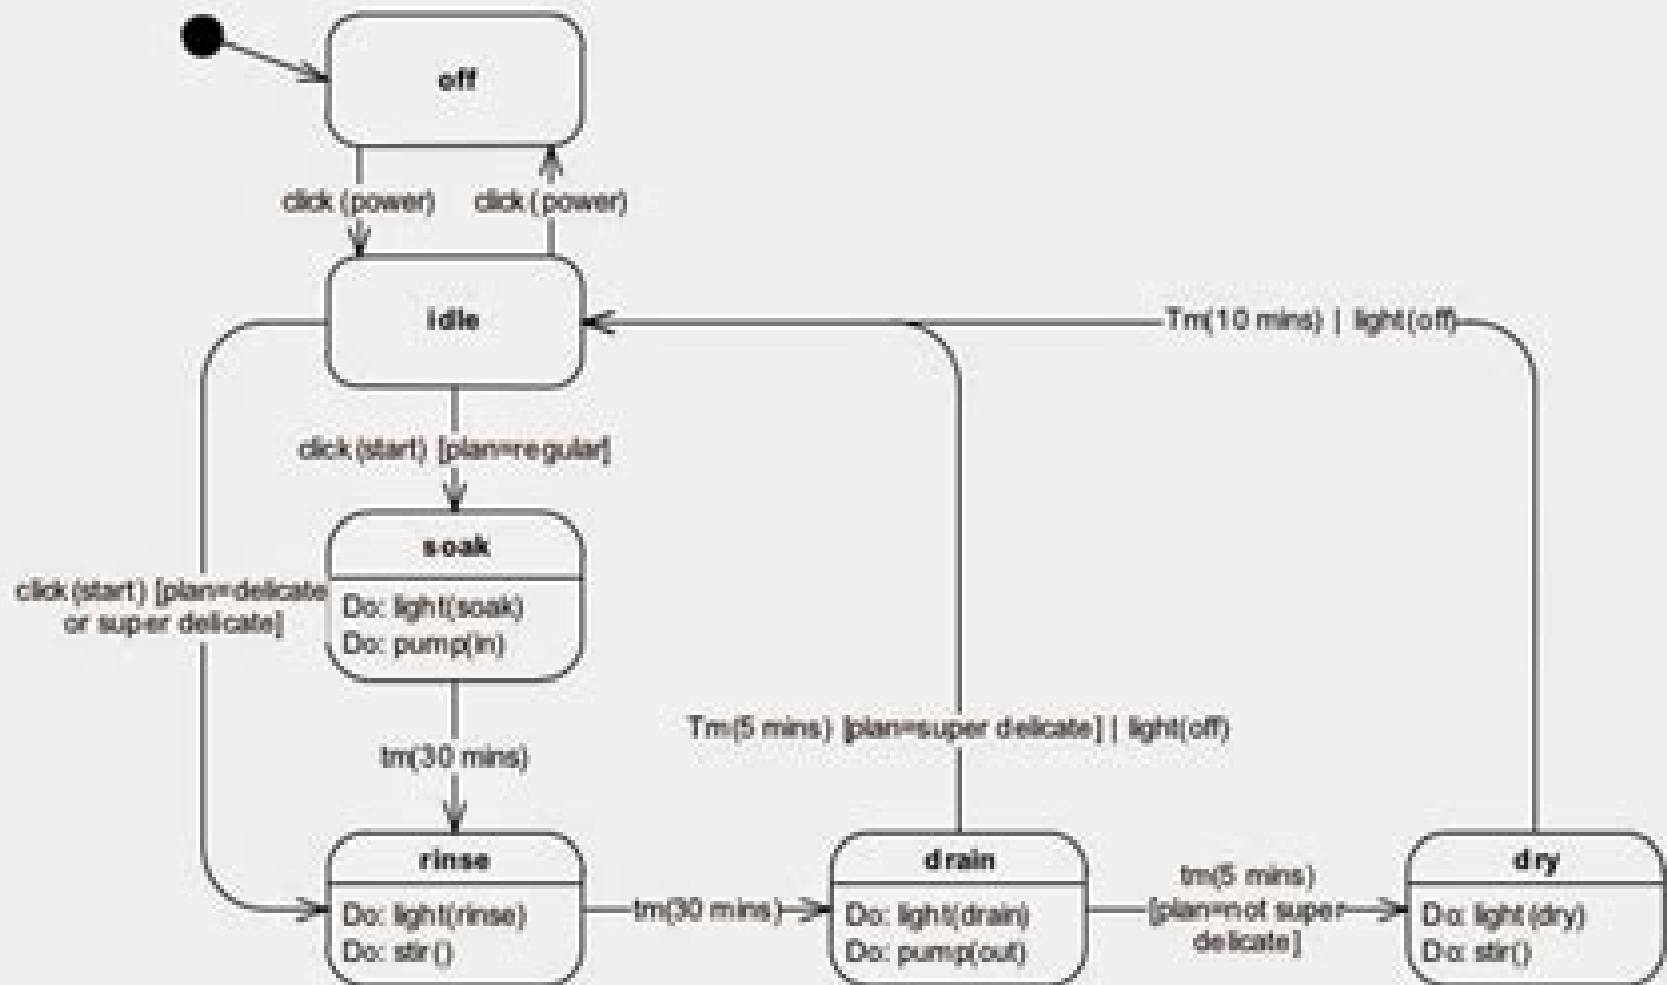 off
click (power)
click (power)
idle
Tm(10 mins) | light(off)
click(start) [plan=regular]
soak
Do: light(soak)
Do: pump(in)
click(start) [plan=delicate
or super delicate]
Tm(5 mins) [plan=super delicate] | light(off)
tm(30 mins)
rinse
Do: light(rinse)
Do: stir()
tm(30 mins)
drain
Do: light(drain)
Do: pump(out)
tm(5 mins)
[plan=not super
delicate]
dry
Do: light(dry)
Do: stir()